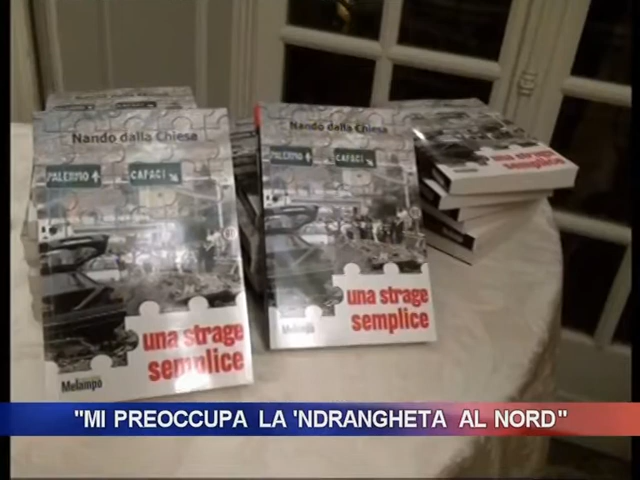 Nando dalla Chiesa
PALERMO
CAPACI
una strage
semplice
Melampo
Nando dalla Chiesa
PALERMO
CAPACI
una strage
semplice
Melampo
una strage
semplice
"MI PREOCCUPA LA 'NDRANGHETA AL NORD"